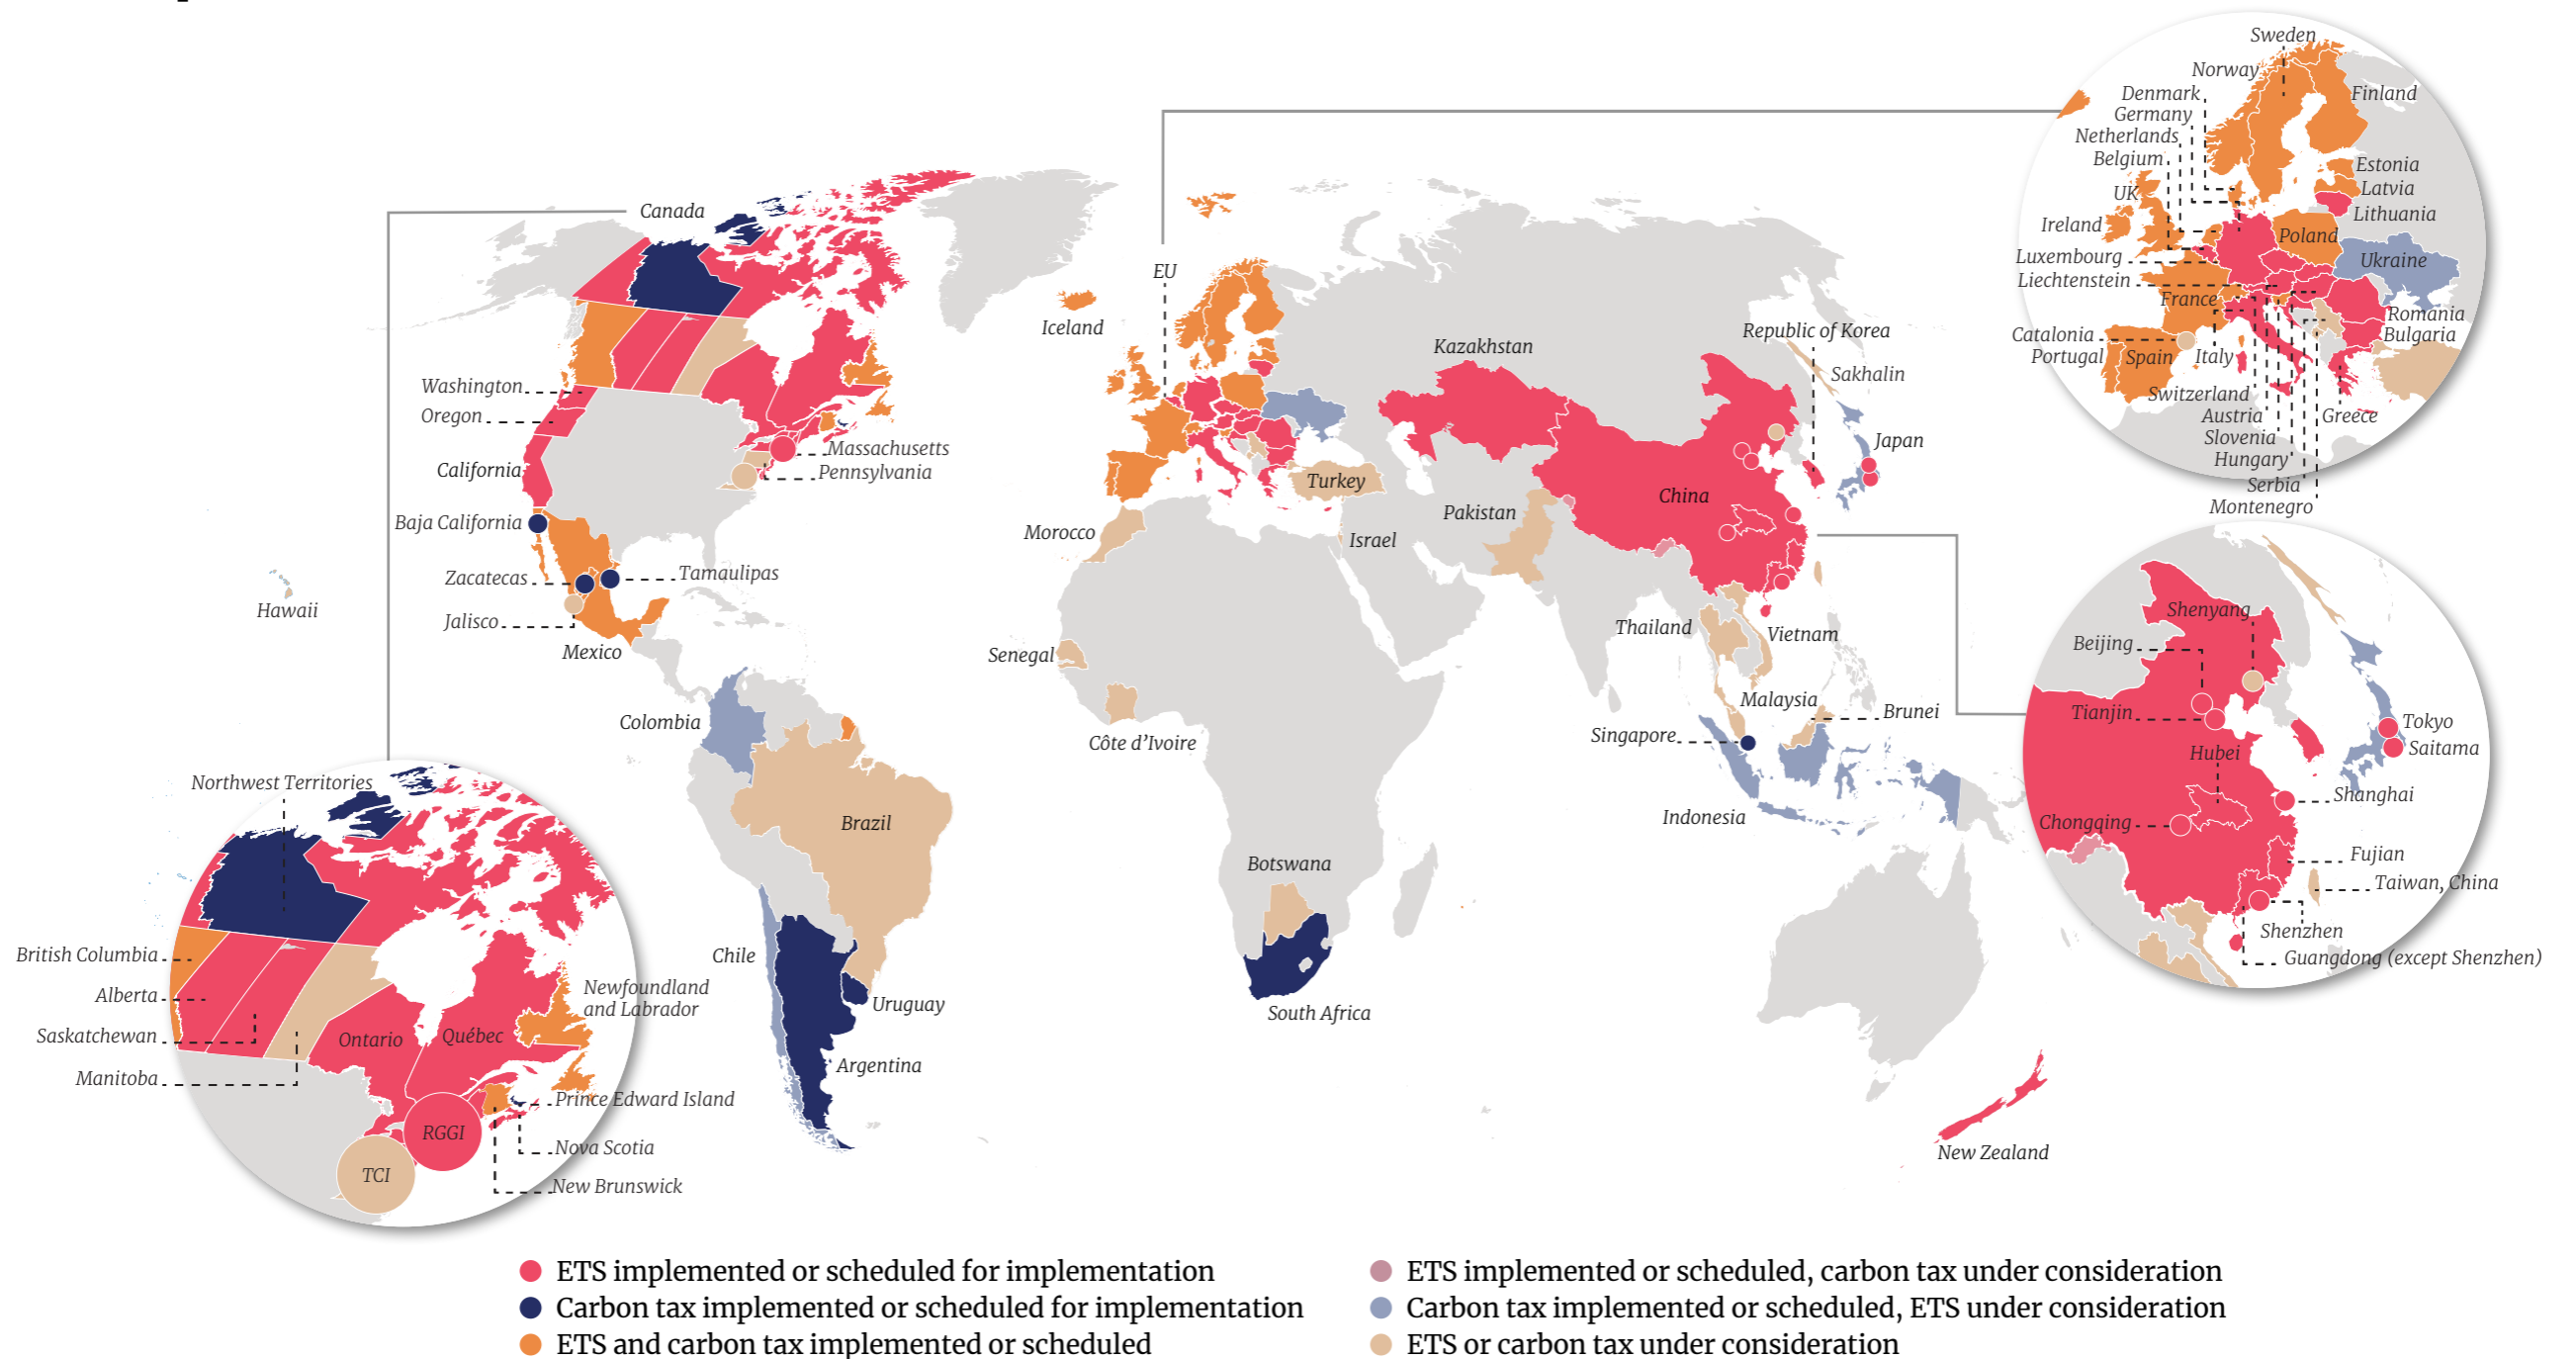 Canada
Washington
Oregon
California
Baja California
Zacatecas
Jalisco
Mexico
Tamaulipas
Massachusetts
Pennsylvania
Hawaii
Colombia
Brazil
Chile
Uruguay
Argentina
Northwest Territories
British Columbia
Alberta
Saskatchewan
Manitoba
Ontario
Québec
Newfoundland
and Labrador
Prince Edward Island
Nova Scotia
New Brunswick
RGGI
TCI
EU
Iceland
Morocco
Senegal
Côte d’Ivoire
Botswana
South Africa
Turkey
Israel
Kazakhstan
Pakistan
China
Republic of Korea
Sakhalin
Japan
Thailand
Vietnam
Malaysia
Brunei
Singapore
Indonesia
New Zealand
Sweden
Norway
Finland
Denmark
Germany
Netherlands
Belgium
Estonia
Latvia
Lithuania
UK
Ireland
Poland
Ukraine
Luxembourg
Liechtenstein
France
Romania
Bulgaria
Catalonia
Portugal
Spain
Italy
Switzerland
Austria
Slovenia
Hungary
Serbia
Montenegro
Greece
Shenyang
Beijing
Tianjin
Hubei
Tokyo
Saitama
Shanghai
Chongqing
Fujian
Taiwan, China
Shenzhen
Guangdong (except Shenzhen)
ETS implemented or scheduled for implementation
Carbon tax implemented or scheduled for implementation
ETS and carbon tax implemented or scheduled
ETS implemented or scheduled, carbon tax under consideration
Carbon tax implemented or scheduled, ETS under consideration
ETS or carbon tax under consideration